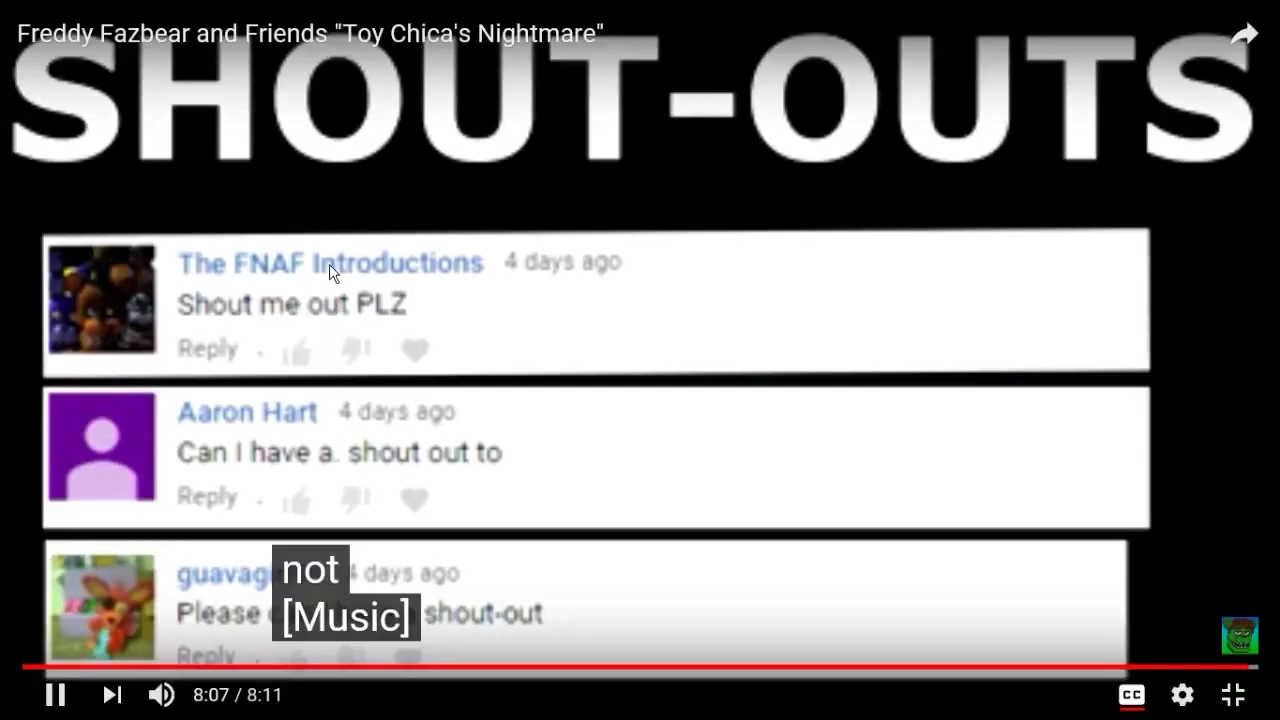 Freddy Fazbear and Friends "Toy Chica's Nightmare"
SHOUT-OUTS
The FNAF Introductions 4 days ago
Shout me out PLZ
Reply .
Aaron Hart 4 days ago
Can I have a. shout out to
Reply .
4 days ago
Please shout-out
Reply .
not
[Music]
8:07 / 8:11
CC